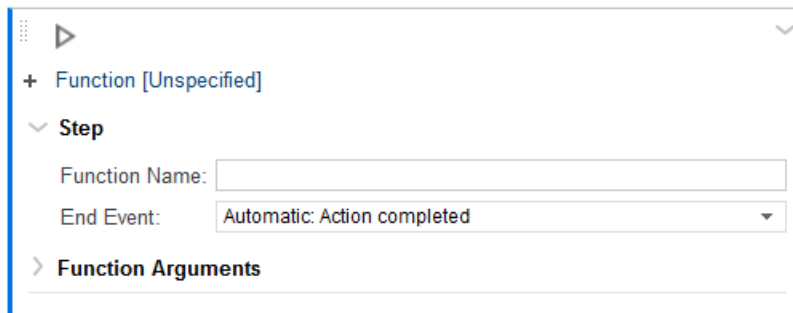 Function [Unspecified]
Step
Function Name:
End Event: Automatic: Action completed
Function Arguments